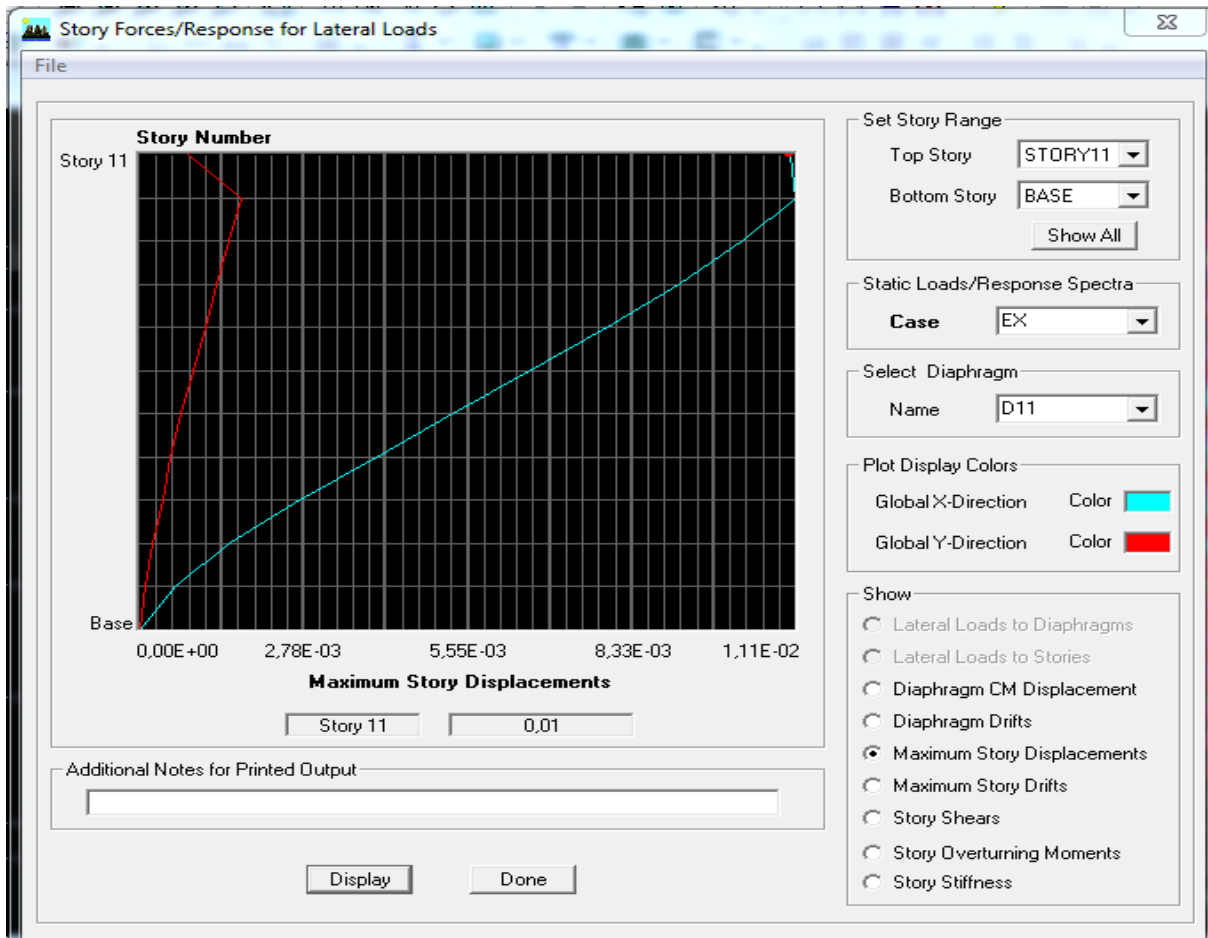 Story Forces/Response for Lateral Loads
File
Story Number
Story 11
Base
0,00E+00 2,78E-03 5,55E-03 8,33E-03 1,11E-02
Maximum Story Displacements
Story 11 0,01
Additional Notes for Printed Output
Display Done
Set Story Range
Top Story STORY11
Bottom Story BASE
Show All
Static Loads/Response Spectra
Case EX
Select Diaphragm
Name D11
Plot Display Colors
Global X-Direction Color
Global Y-Direction Color
Show
Lateral Loads to Diaphragms
Lateral Loads to Stories
Diaphragm CM Displacement
Diaphragm Drifts
Maximum Story Displacements
Maximum Story Drifts
Story Shears
Story Overturning Moments
Story Stiffness